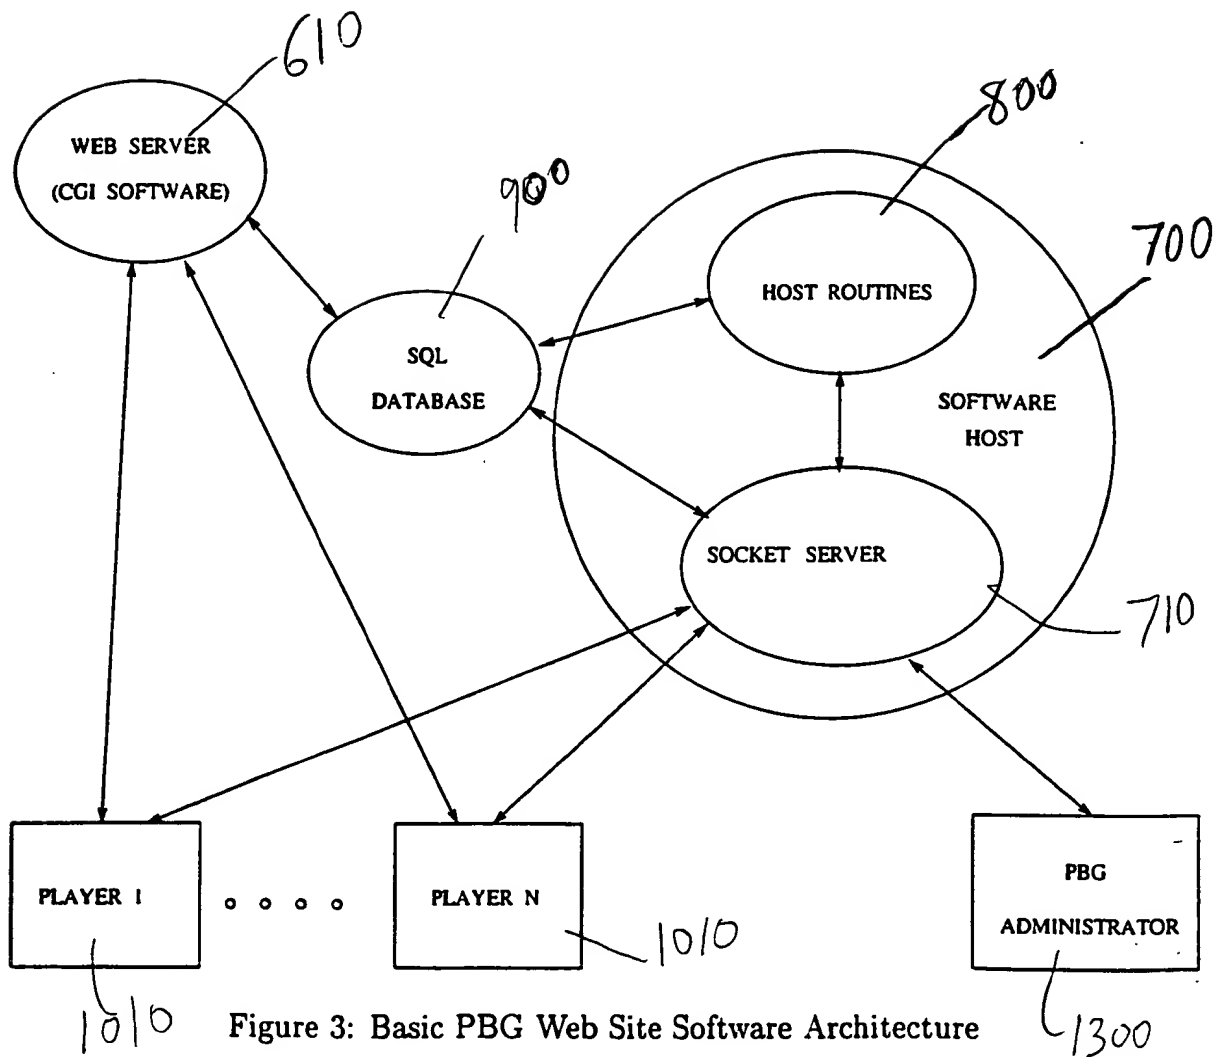 610
WEB SERVER
(CGI SOFTWARE)
900
SQL
DATABASE
800
HOST ROUTINES
700
SOFTWARE
HOST
SOCKET SERVER
710
PLAYER 1
PLAYER N
PBG
ADMINISTRATOR
1010
1010
1300
Figure 3: Basic PBG Web Site Software Architecture